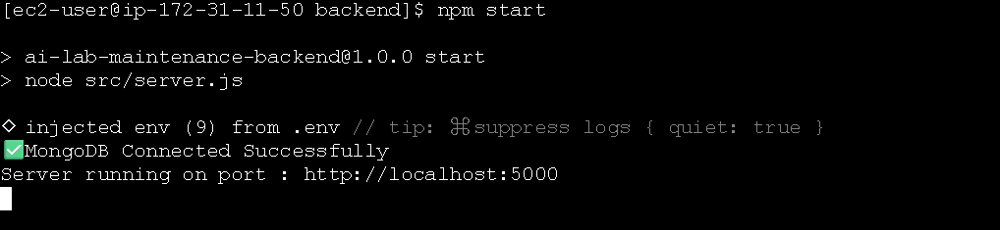 [ec2-user@ip-172-31-11-50 backend]$ npm start
> ai-lab-maintenance-backend@1.0.0 start
> node src/server.js
◇ injected env (9) from .env // tip: ⌘suppress logs { quiet: true }
✅MongoDB Connected Successfully
Server running on port : http://localhost:5000